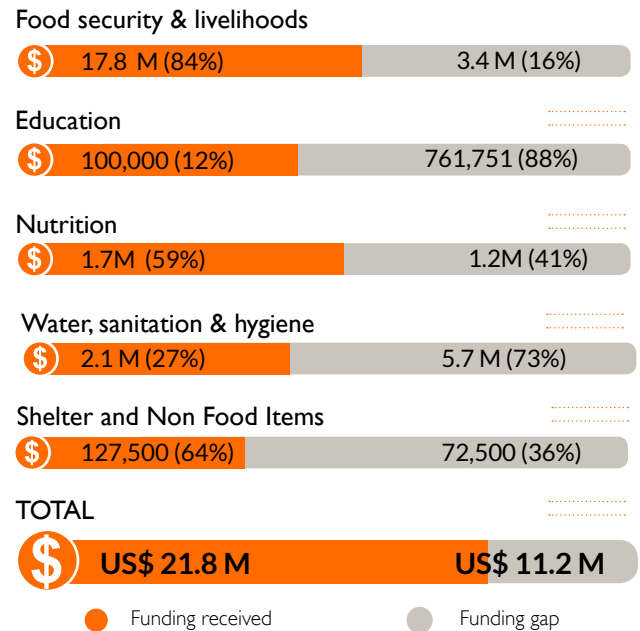 Food security & livelihoods
$ 17.8 M (84%) 3.4 M (16%)
Education
$ 100,000 (12%) 761,751 (88%)
Nutrition
$ 1.7M (59%) 1.2M (41%)
Water, sanitation & hygiene
$ 2.1 M (27%) 5.7 M (73%)
Shelter and Non Food Items
$ 127,500 (64%) 72,500 (36%)
TOTAL
$ US$ 21.8 M US$ 11.2 M
Funding received Funding gap